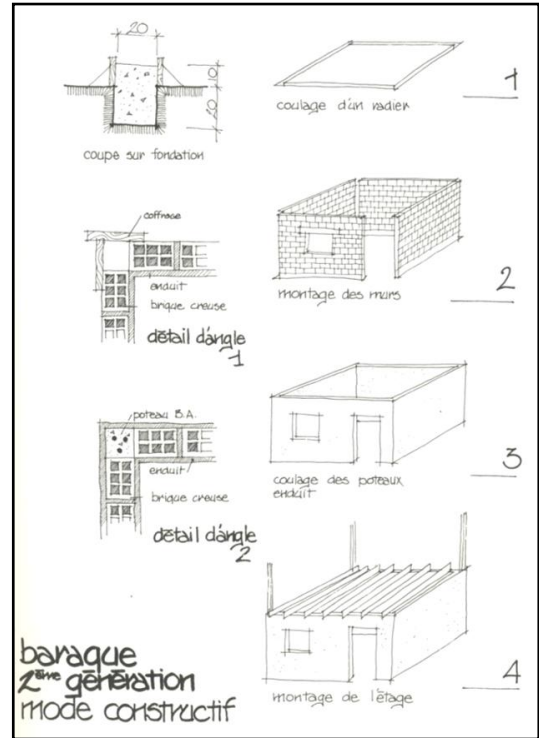 20
10
20
coupe sur fondation
coulage d'un radier
1
coffrage
enduit
brique creuse
détail d'angle
1
montage des murs
2
poteau B.A.
enduit
brique creuse
détail d'angle
2
coulage des poteaux
enduit
3
montage de l'étage
4
baraque
2ème génération
mode constructif